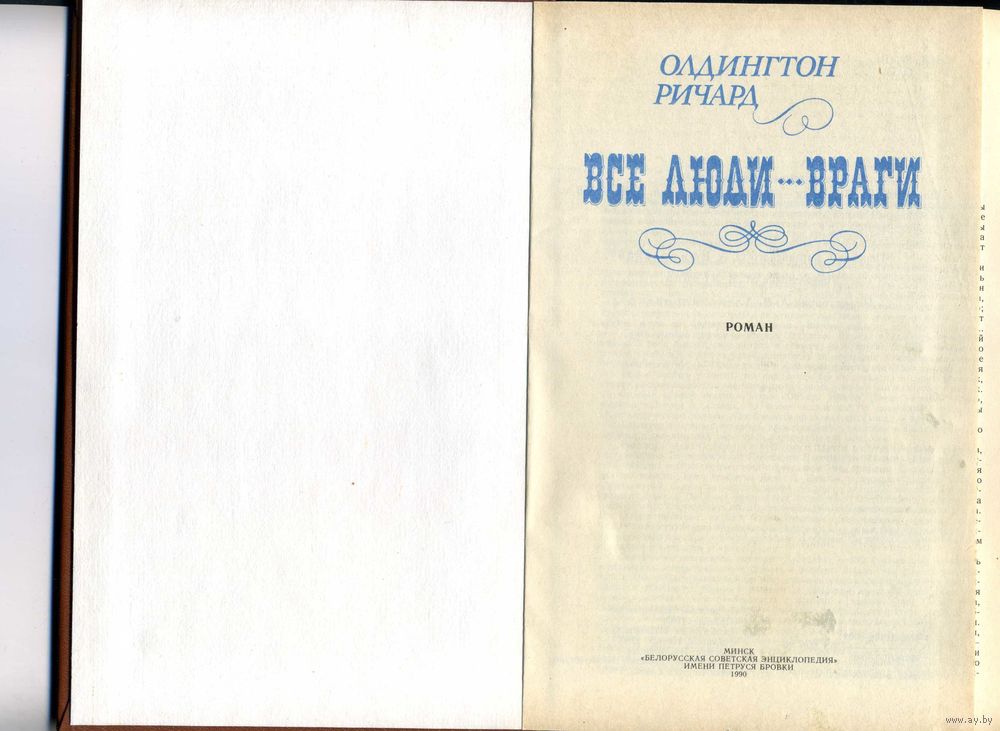 ОЛДИНГТОН
РИЧАРД
ВСЕ ЛЮДИ...ВРАГИ
РОМАН
МИНСК
«БЕЛОРУССКАЯ СОВЕТСКАЯ ЭНЦИКЛОПЕДИЯ»
ИМЕНИ ПЕТРУСЯ БРОВКИ
1990
www.ay.by